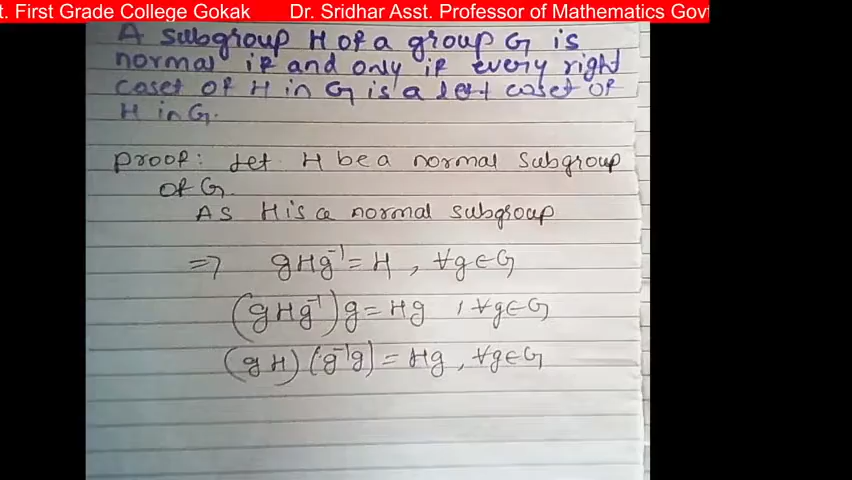 t. First Grade College Gokak Dr. Sridhar Asst. Professor of Mathematics Govt
A subgroup H of a group G is
normal if and only if every right
coset of H in G is a left coset of
H in G.
Proof: Let H be a normal subgroup
of G.
As H is a normal subgroup
⇒ gHg⁻¹ = H , ∀g∈G
(gHg⁻¹)g = Hg , ∀g∈G
(gH)(g⁻¹g) = Hg , ∀g∈G